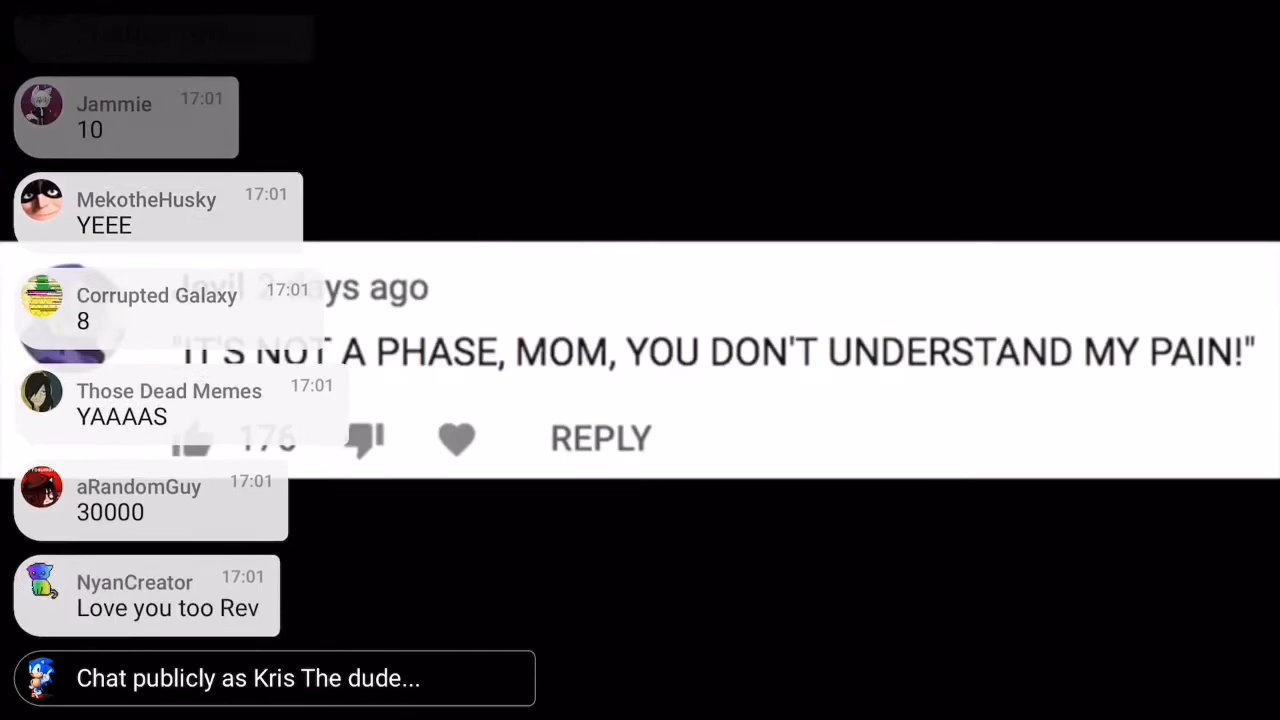 Jammie 17:01
10
MekotheHusky 17:01
YEEE
Corrupted Galaxy 17:01
8
days ago
"IT'S NOT A PHASE, MOM, YOU DON'T UNDERSTAND MY PAIN!"
Those Dead Memes 17:01
YAAAAS
176 REPLY
aRandomGuy 17:01
30000
NyanCreator 17:01
Love you too Rev
Chat publicly as Kris The dude...